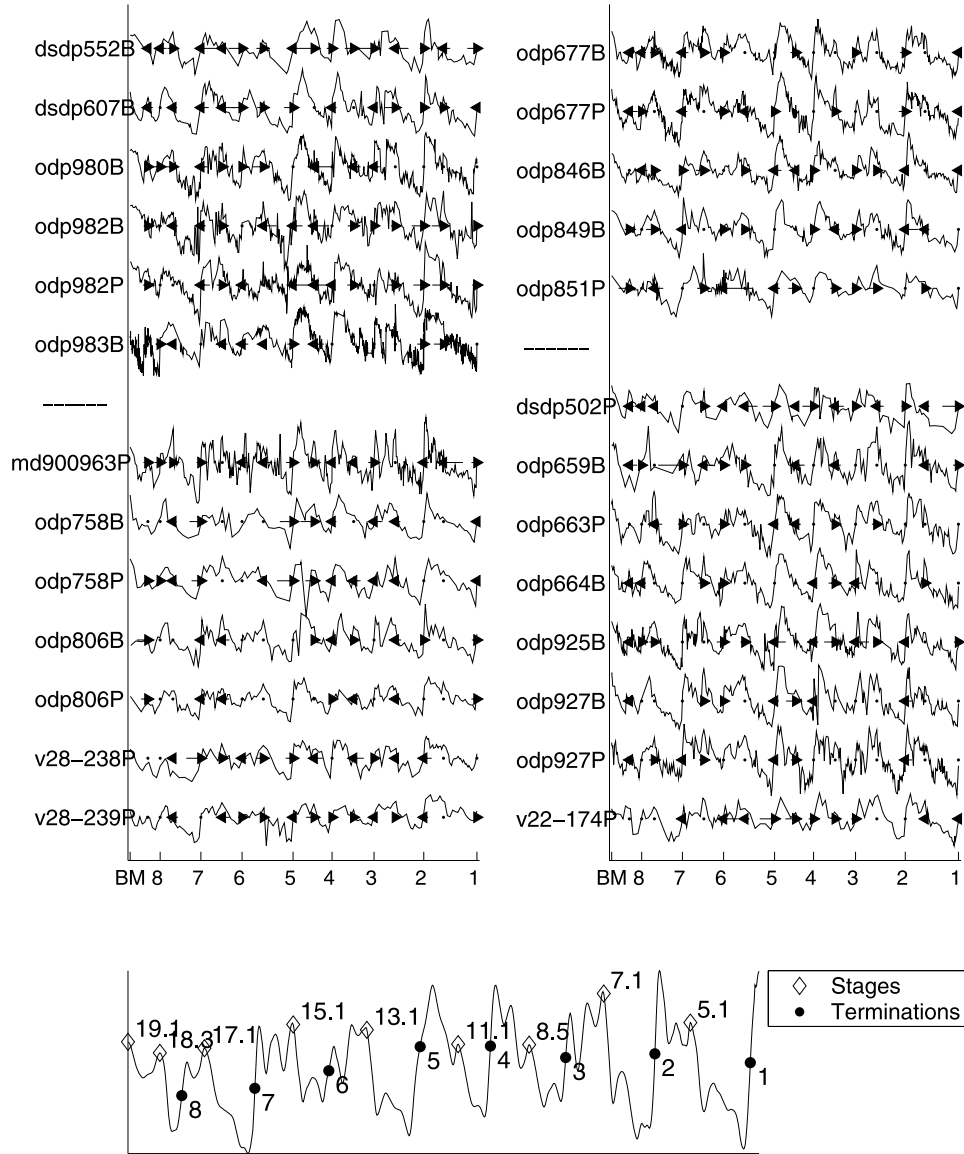 dsdp552B
dsdp607B
odp980B
odp982B
odp982P
odp983B
------
md900963P
odp758B
odp758P
odp806B
odp806P
v28-238P
v28-239P
BM 8 7 6 5 4 3 2 1
odp677B
odp677P
odp846B
odp849B
odp851P
------
dsdp502P
odp659B
odp663P
odp664B
odp925B
odp927B
odp927P
v22-174P
BM 8 7 6 5 4 3 2 1
19.1 18.3 17.1 15.1 13.1 11.1 8.5 7.1 5.1
8 7 6 5 4 3 2 1
Stages
Terminations